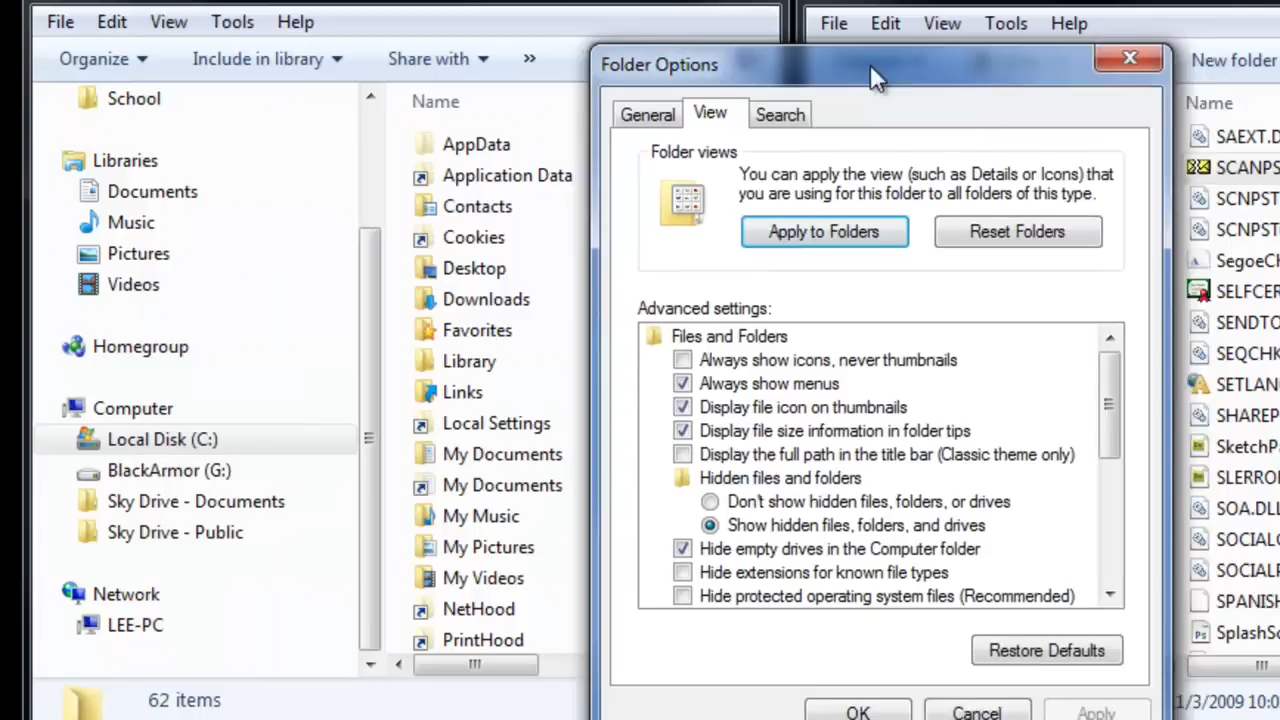 File Edit View Tools Help
Organize Include in library Share with »
School
Libraries
Documents
Music
Pictures
Videos
Homegroup
Computer
Local Disk (C:)
BlackArmor (G:)
Sky Drive - Documents
Sky Drive - Public
Network
LEE-PC
Name
AppData
Application Data
Contacts
Cookies
Desktop
Downloads
Favorites
Library
Links
Local Settings
My Documents
My Documents
My Music
My Pictures
My Videos
NetHood
PrintHood
62 items
Folder Options
General View Search
Folder views
You can apply the view (such as Details or Icons) that
you are using for this folder to all folders of this type.
Apply to Folders Reset Folders
Advanced settings:
Files and Folders
Always show icons, never thumbnails
Always show menus
Display file icon on thumbnails
Display file size information in folder tips
Display the full path in the title bar (Classic theme only)
Hidden files and folders
Don't show hidden files, folders, or drives
Show hidden files, folders, and drives
Hide empty drives in the Computer folder
Hide extensions for known file types
Hide protected operating system files (Recommended)
Restore Defaults
OK Cancel Apply
File Edit View Tools Help
New folder
Name
SAEXT.D
SCANPS
SCNPST
SCNPST
SegoeCh
SELFCER
SENDTO
SEQCHK
SETLAN
SHAREP
SketchP
SLERRO
SOA.DLL
SOCIAL
SOCIALP
SPANISH
SplashSc
1/3/2009 10:0